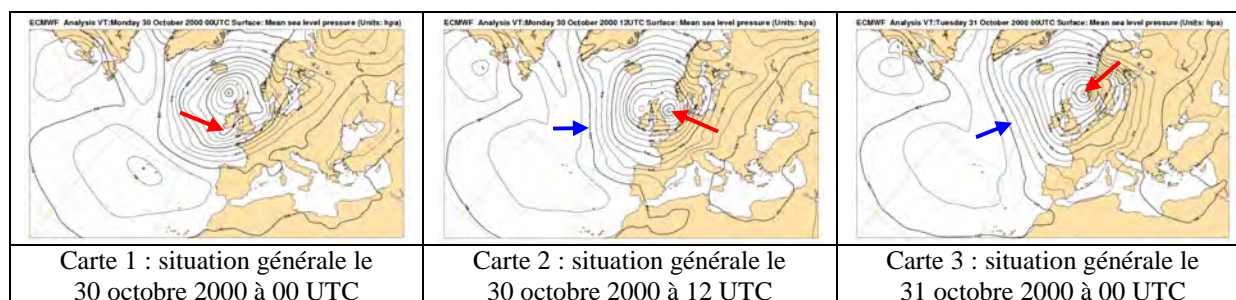 ECMWF Analysis VT:Monday 30 October 2000 00UTC Surface: Mean sea level pressure (Units: hpa)
ECMWF Analysis VT:Monday 30 October 2000 12UTC Surface: Mean sea level pressure (Units: hpa)
ECMWF Analysis VT:Tuesday 31 October 2000 00UTC Surface: Mean sea level pressure (Units: hpa)
Carte 1 : situation générale le
30 octobre 2000 à 00 UTC
Carte 2 : situation générale le
30 octobre 2000 à 12 UTC
Carte 3 : situation générale le
31 octobre 2000 à 00 UTC